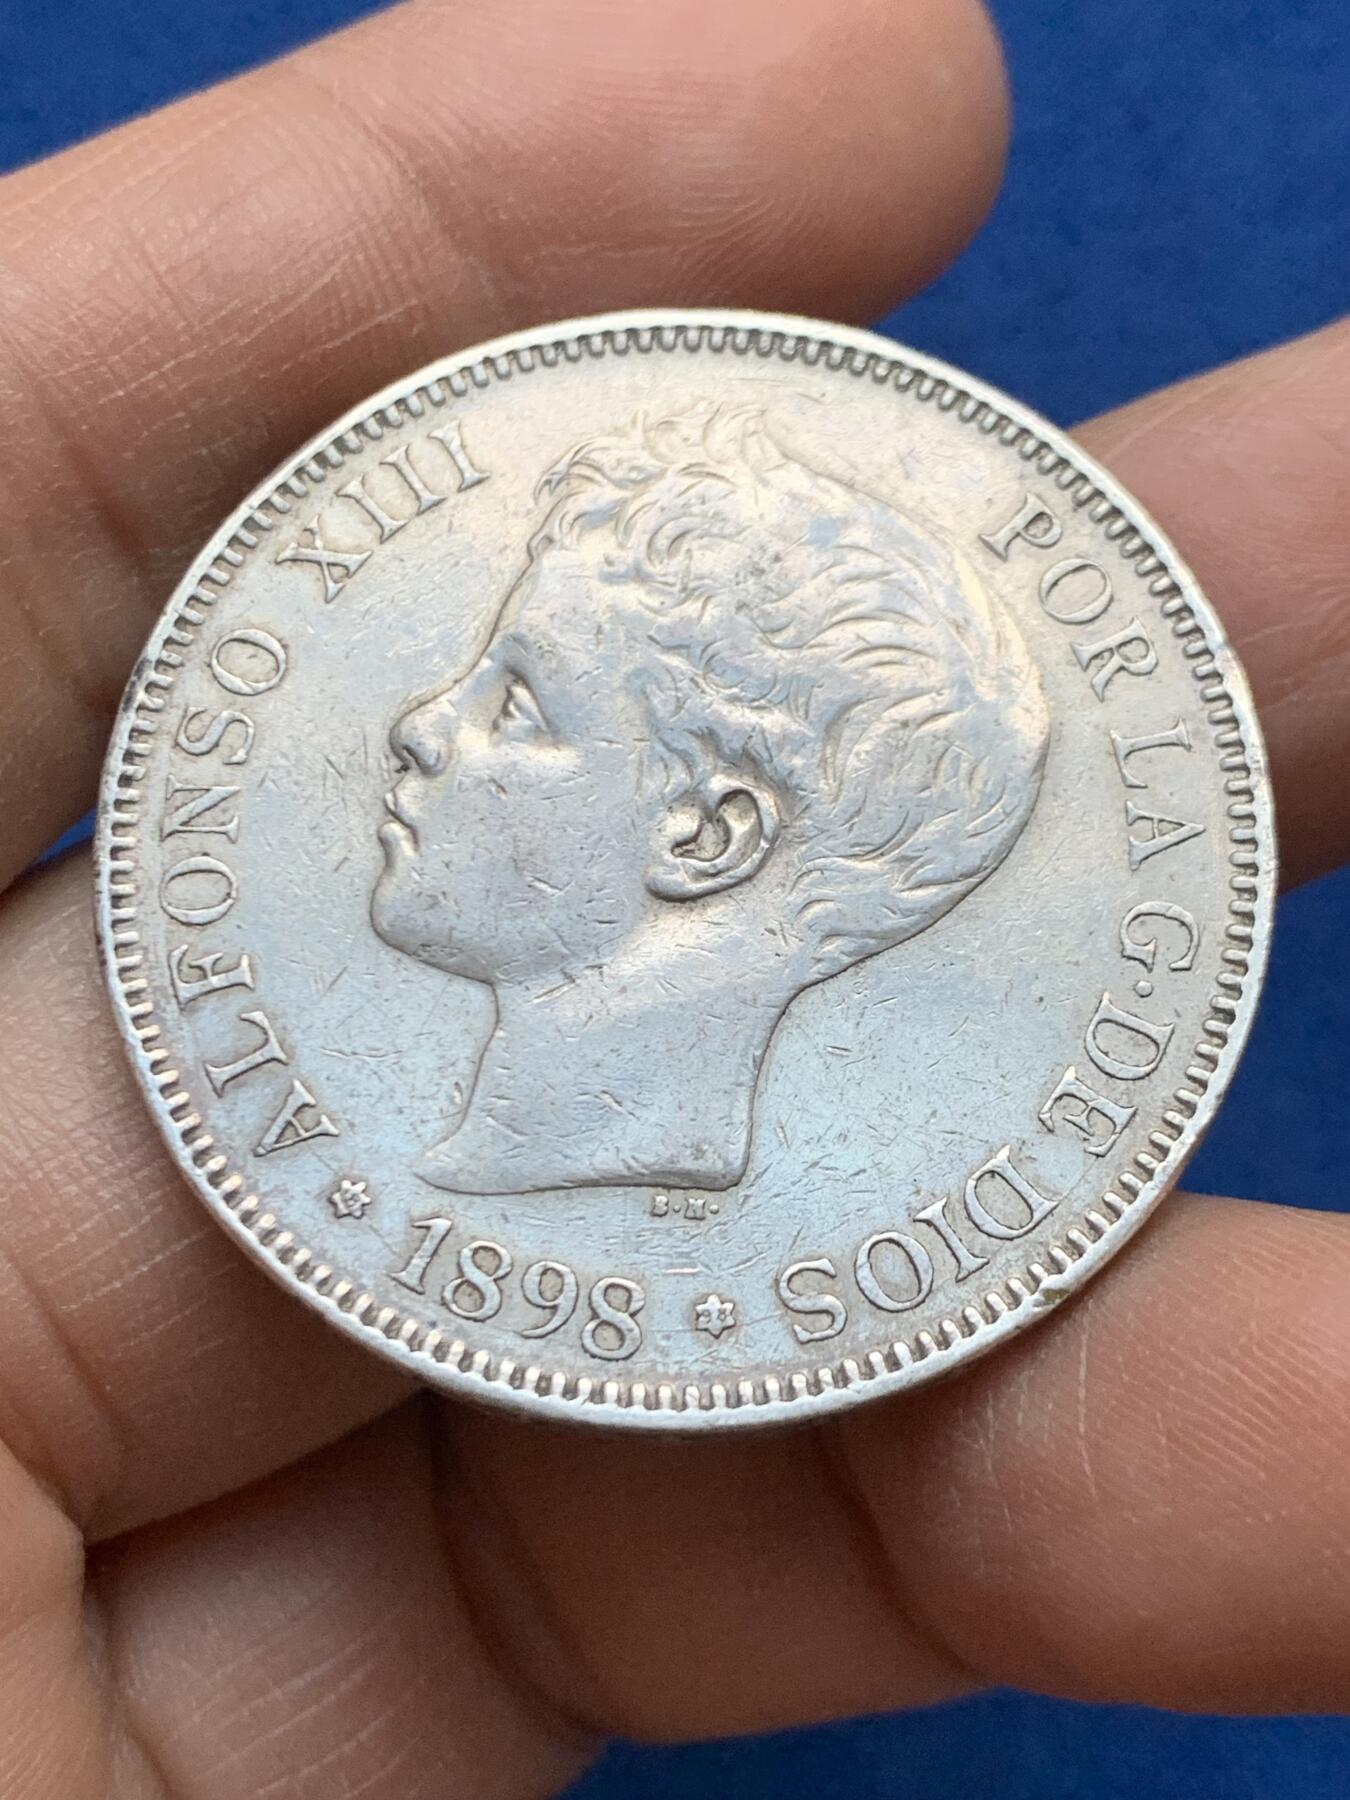 ALFONSO XIII POR LA G·DE DIOS
1898
B·M·